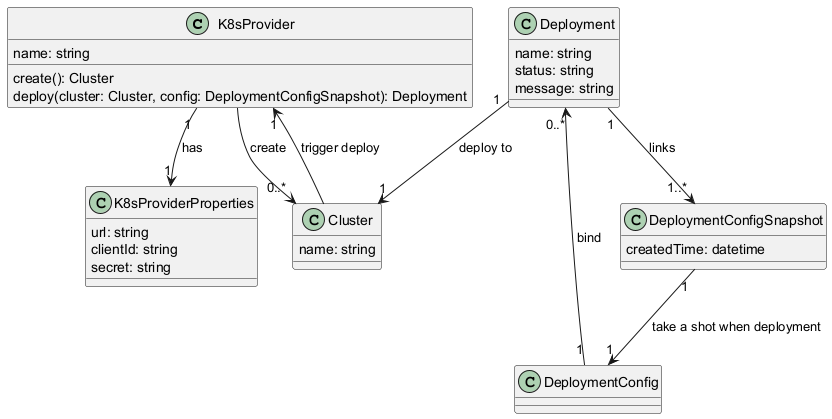 C K8sProvider
name: string
create(): Cluster
deploy(cluster: Cluster, config: DeploymentConfigSnapshot): Deployment
C Deployment
name: string
status: string
message: string
1
has
1
create
0..*
1
trigger deploy
1
deploy to
1
0..*
bind
1
1
links
1..*
C K8sProviderProperties
url: string
clientId: string
secret: string
C Cluster
name: string
C DeploymentConfigSnapshot
createdTime: datetime
1
take a shot when deployment
1
C DeploymentConfig